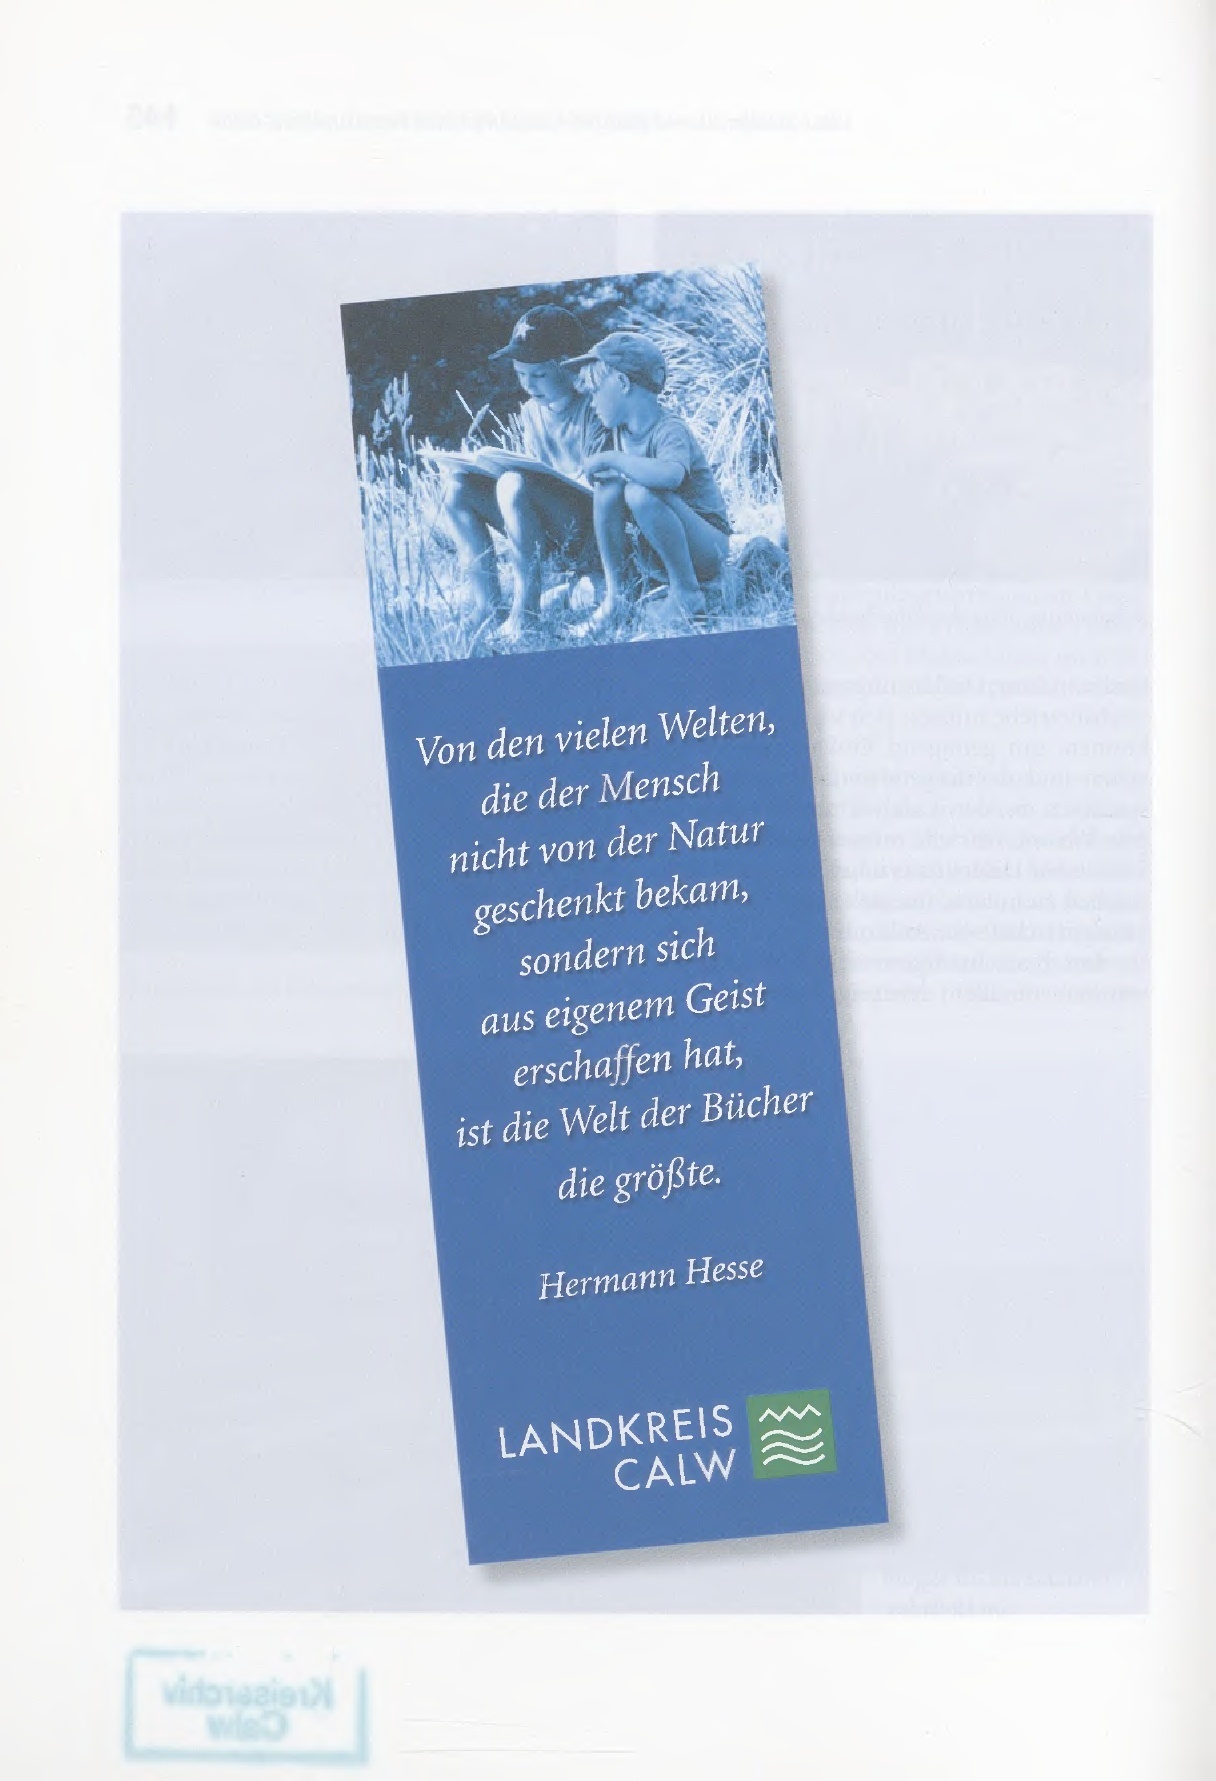 Von den vielen Welten,
die der Mensch
nicht von der Natur
geschenkt bekam,
sondern sich
aus eigenem Geist
erschaffen hat,
ist die Welt der Bücher
die größte.
Hermann Hesse
LANDKREIS
CALW
Kreisarchiv
Calw